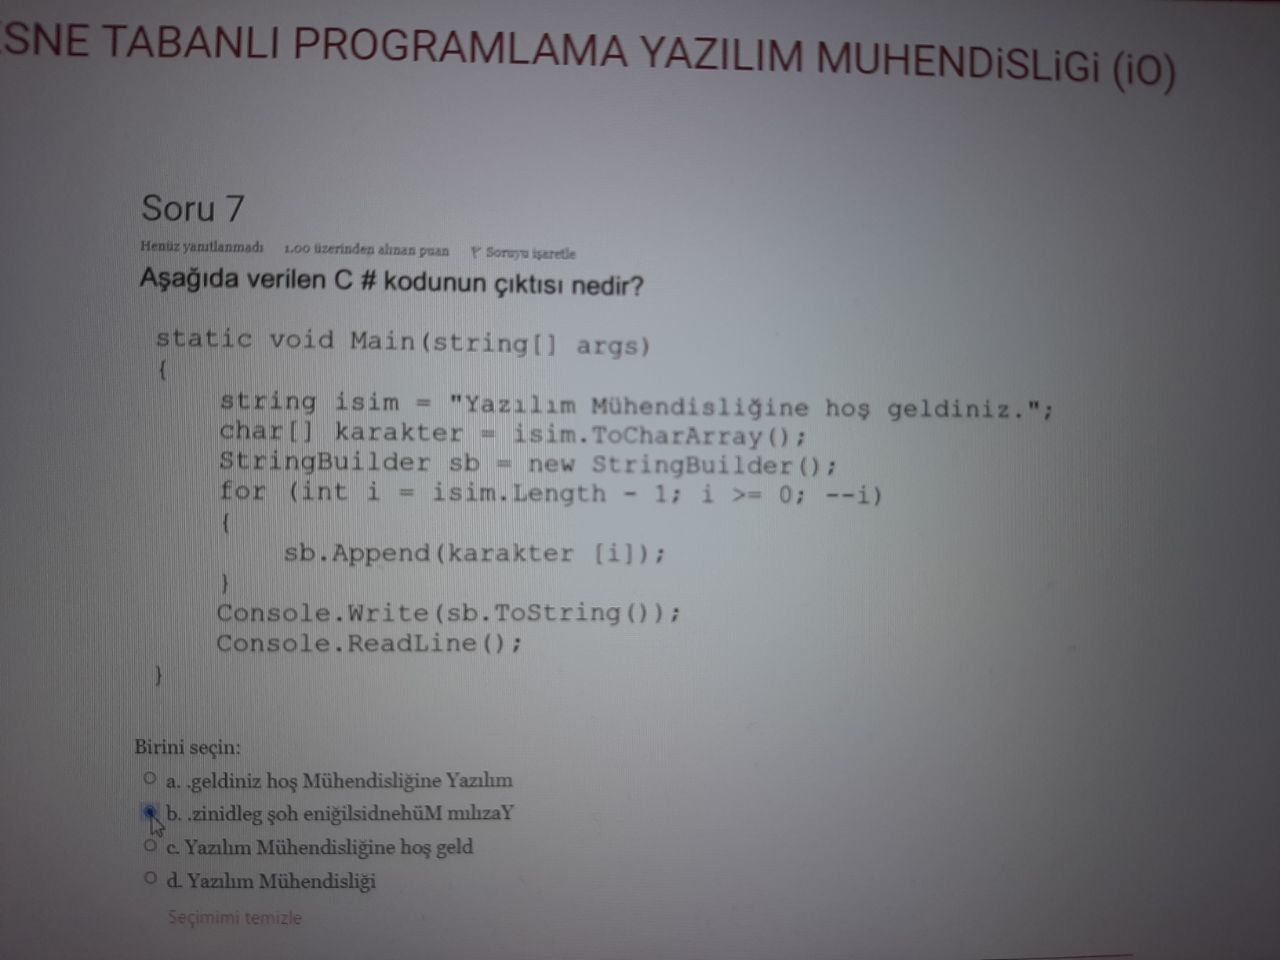 ESNE TABANLI PROGRAMLAMA YAZILIM MUHENDiSLiGi (iO)
Soru 7
Henüz yanıtlanmadı 1,00 üzerinden alınan puan Soruyu işaretle
Aşağıda verilen C # kodunun çıktısı nedir?
static void Main(string[] args)
{
string isim = "Yazılım Mühendisliğine hoş geldiniz.";
char[] karakter = isim.ToCharArray();
StringBuilder sb = new StringBuilder();
for (int i = isim.Length - 1; i >= 0; --i)
{
sb.Append(karakter [i]);
}
Console.Write(sb.ToString());
Console.ReadLine();
}
Birini seçin:
a. .geldiniz hoş Mühendisliğine Yazılım
b. .zinidleg şoh eniğilsidnehüM mılızaY
c. Yazılım Mühendisliğine hoş geld
d. Yazılım Mühendisliği
Seçimimi temizle